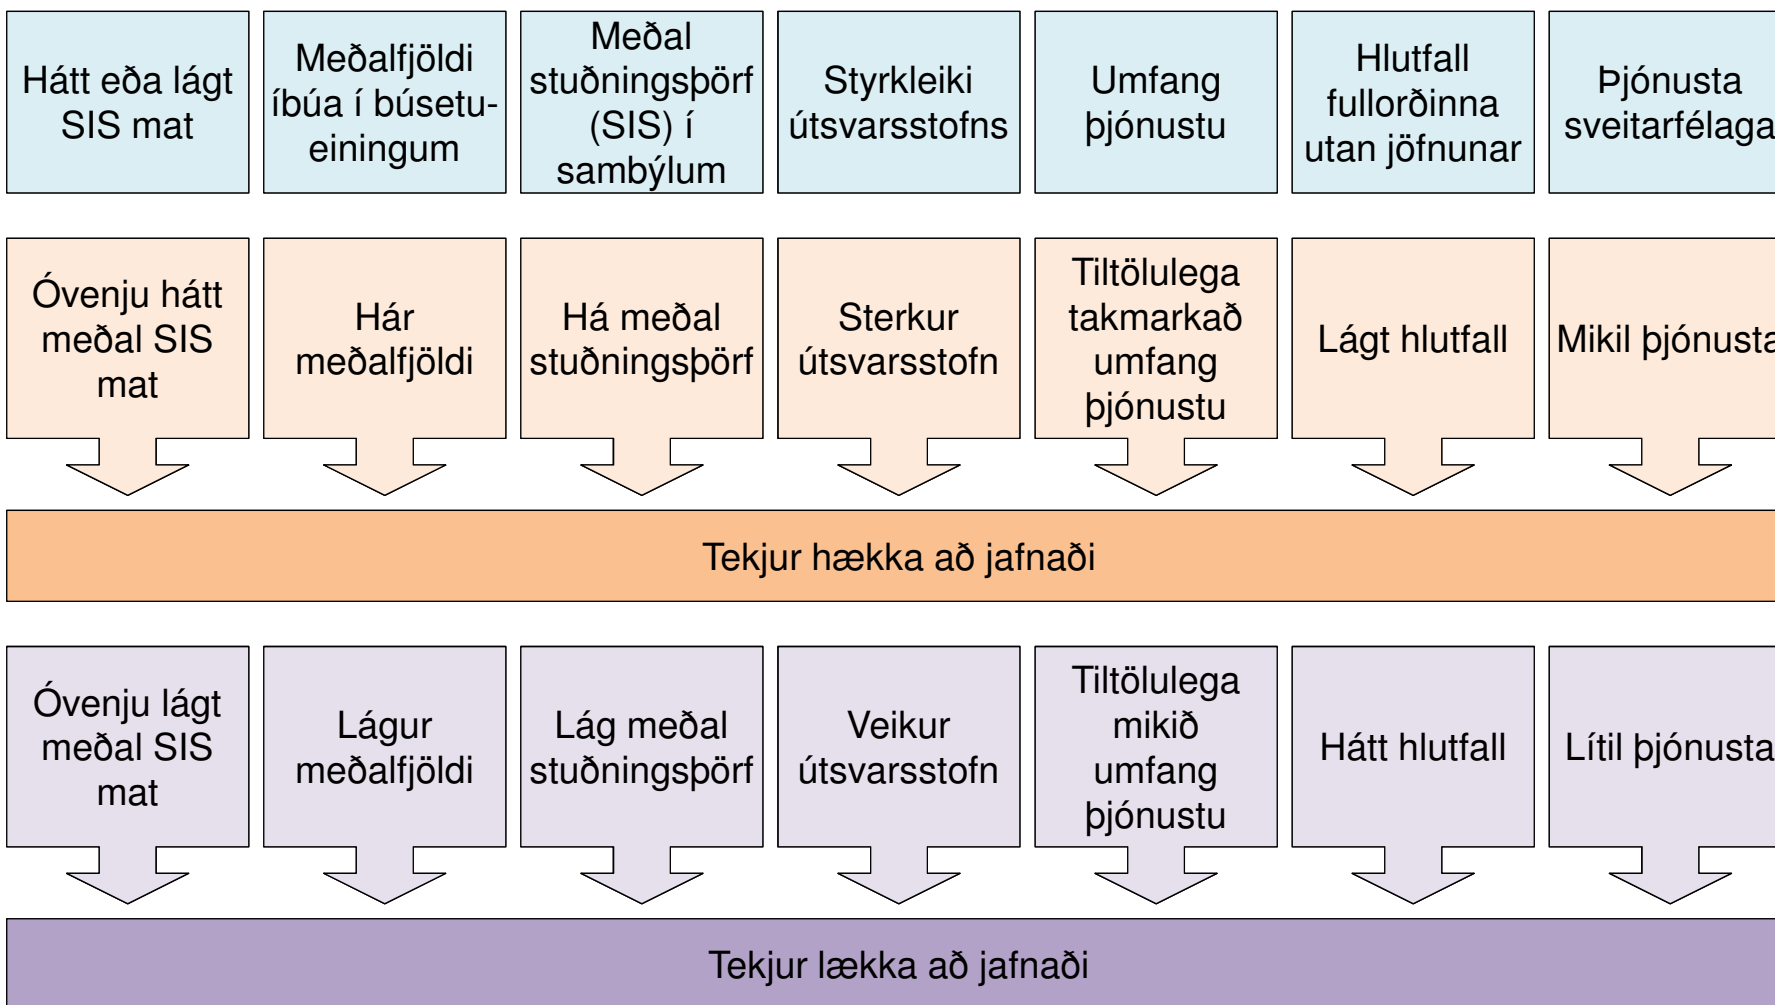 Hátt eða lágt
SIS mat
Meðalfjöldi
íbúa í búsetu-
einingum
Meðal
stuðningsþörf
(SIS) í
sambýlum
Styrkleiki
útsvarsstofns
Umfang
þjónustu
Hlutfall
fullorðinna
utan jöfnunar
Þjónusta
sveitarfélaga
Óvenju hátt
meðal SIS
mat
Hár
meðalfjöldi
Há meðal
stuðningsþörf
Sterkur
útsvarsstofn
Tiltölulega
takmarkað
umfang
þjónustu
Lágt hlutfall
Mikil þjónusta
Tekjur hækka að jafnaði
Óvenju lágt
meðal SIS
mat
Lágur
meðalfjöldi
Lág meðal
stuðningsþörf
Veikur
útsvarsstofn
Tiltölulega
mikið
umfang
þjónustu
Hátt hlutfall
Lítil þjónusta
Tekjur lækka að jafnaði